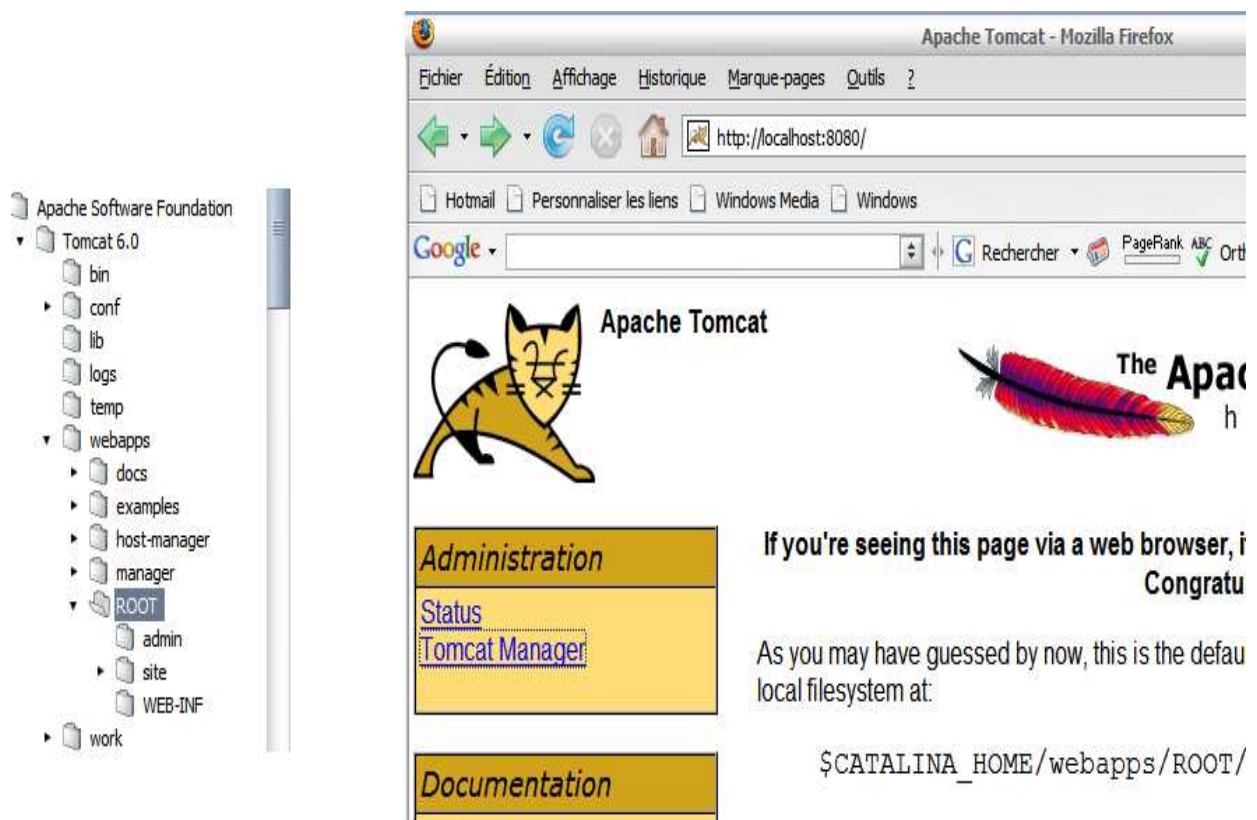 Apache Software Foundation
Tomcat 6.0
bin
conf
lib
logs
temp
webapps
docs
examples
host-manager
manager
ROOT
admin
site
WEB-INF
work
Apache Tomcat - Mozilla Firefox
Fichier Édition Affichage Historique Marque-pages Outils ?
http://localhost:8080/
Hotmail Personnaliser les liens Windows Media Windows
Google G Rechercher PageRank ABC Orth
Apache Tomcat
The Apac
h
Administration
Status
Tomcat Manager
Documentation
If you're seeing this page via a web browser, i
Congratu
As you may have guessed by now, this is the defau
local filesystem at:
$CATALINA_HOME/webapps/ROOT/